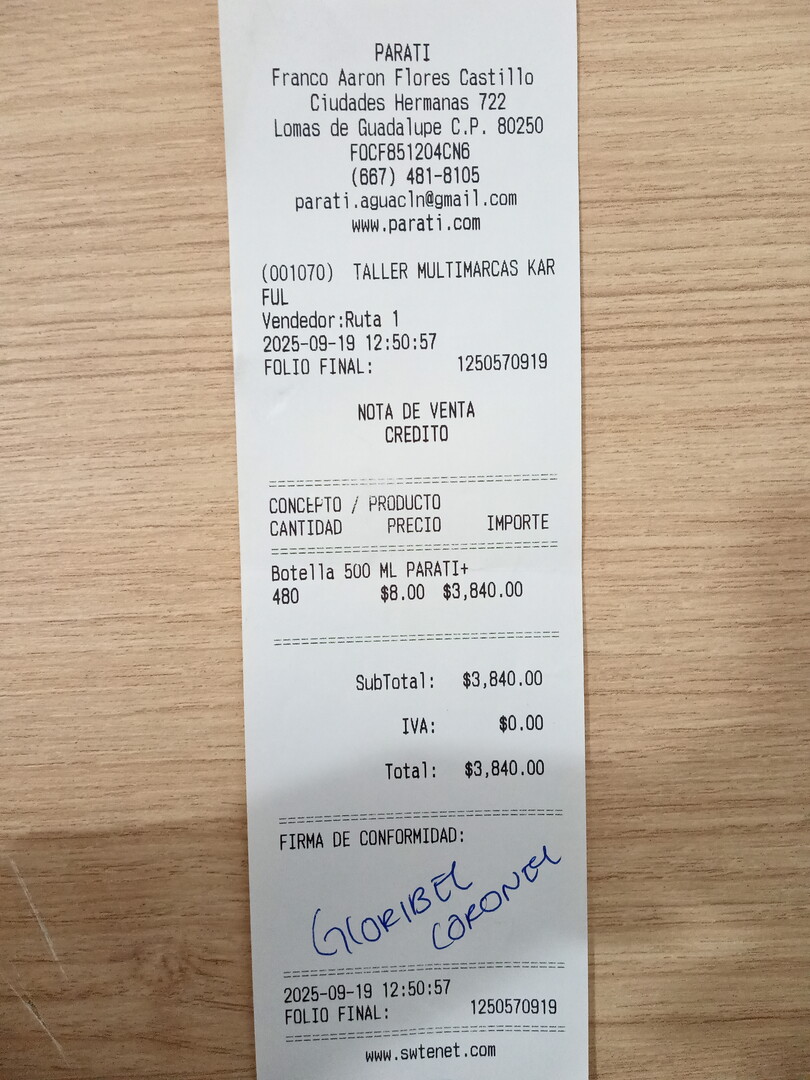 PARATI
Franco Aaron Flores Castillo
Ciudades Hermanas 722
Lomas de Guadalupe C.P. 80250
FOCF851204CN6
(667) 481-8105
parati.aguacln@gmail.com
www.parati.com
(001070) TALLER MULTIMARCAS KAR
FUL
Vendedor:Ruta 1
2025-09-19 12:50:57
FOLIO FINAL: 1250570919
NOTA DE VENTA
CREDITO
================================
CONCEPTO / PRODUCTO
CANTIDAD PRECIO IMPORTE
================================
Botella 500 ML PARATI+
480 $8.00 $3,840.00
================================
SubTotal: $3,840.00
IVA: $0.00
Total: $3,840.00
================================
FIRMA DE CONFORMIDAD:
GLORIBEL
CORONEL
================================
2025-09-19 12:50:57
FOLIO FINAL: 1250570919
================================
www.swtenet.com